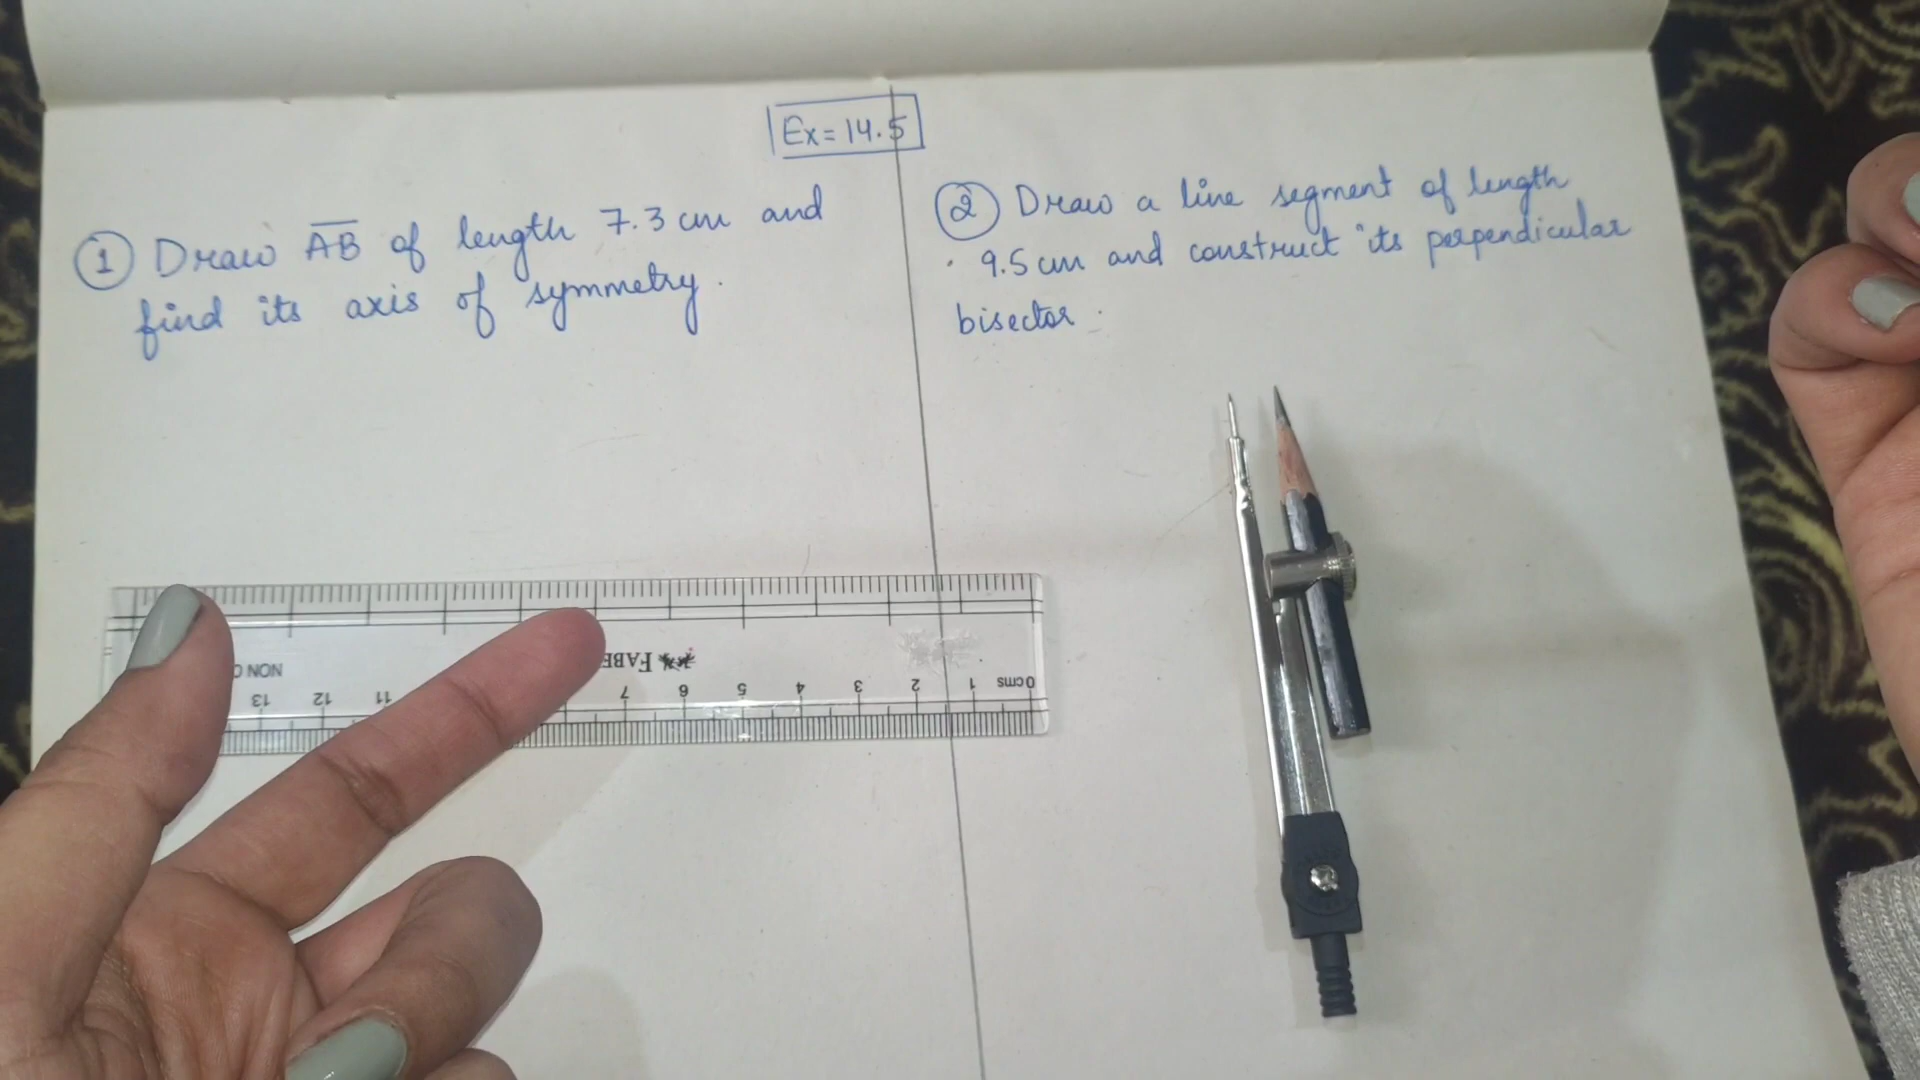 Ex = 14.5
① Draw AB of length 7.3 cm and
find its axis of symmetry.
② Draw a line segment of length
9.5 cm and construct its perpendicular
bisector.
NON
FABE
13 12 11 7 6 5 4 3 2 1 0cms